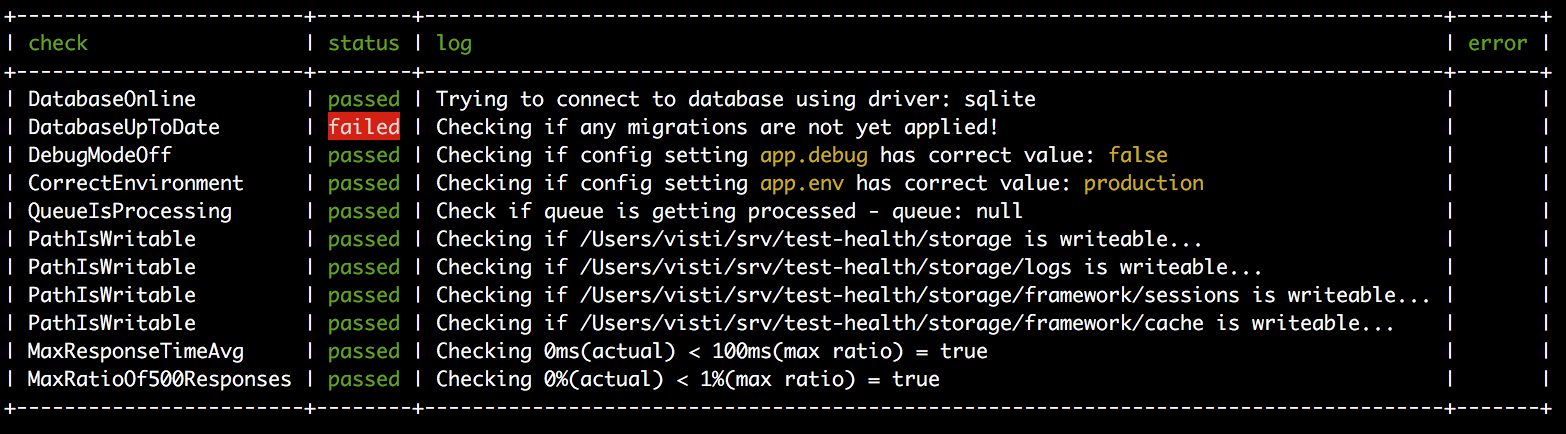 +------------------------+--------+-------------------------------------------------------------------------------------+-------+
| check                  | status | log                                                                                 | error |
+------------------------+--------+-------------------------------------------------------------------------------------+-------+
| DatabaseOnline         | passed | Trying to connect to database using driver: sqlite                                  |       |
| DatabaseUpToDate       | failed | Checking if any migrations are not yet applied!                                     |       |
| DebugModeOff           | passed | Checking if config setting app.debug has correct value: false                       |       |
| CorrectEnvironment     | passed | Checking if config setting app.env has correct value: production                    |       |
| QueueIsProcessing      | passed | Check if queue is getting processed - queue: null                                   |       |
| PathIsWritable         | passed | Checking if /Users/visti/srv/test-health/storage is writeable...                    |       |
| PathIsWritable         | passed | Checking if /Users/visti/srv/test-health/storage/logs is writeable...               |       |
| PathIsWritable         | passed | Checking if /Users/visti/srv/test-health/storage/framework/sessions is writeable... |       |
| PathIsWritable         | passed | Checking if /Users/visti/srv/test-health/storage/framework/cache is writeable...    |       |
| MaxResponseTimeAvg     | passed | Checking 0ms(actual) < 100ms(max ratio) = true                                      |       |
| MaxRatioOf500Responses | passed | Checking 0%(actual) < 1%(max ratio) = true                                          |       |
+------------------------+--------+-------------------------------------------------------------------------------------+-------+